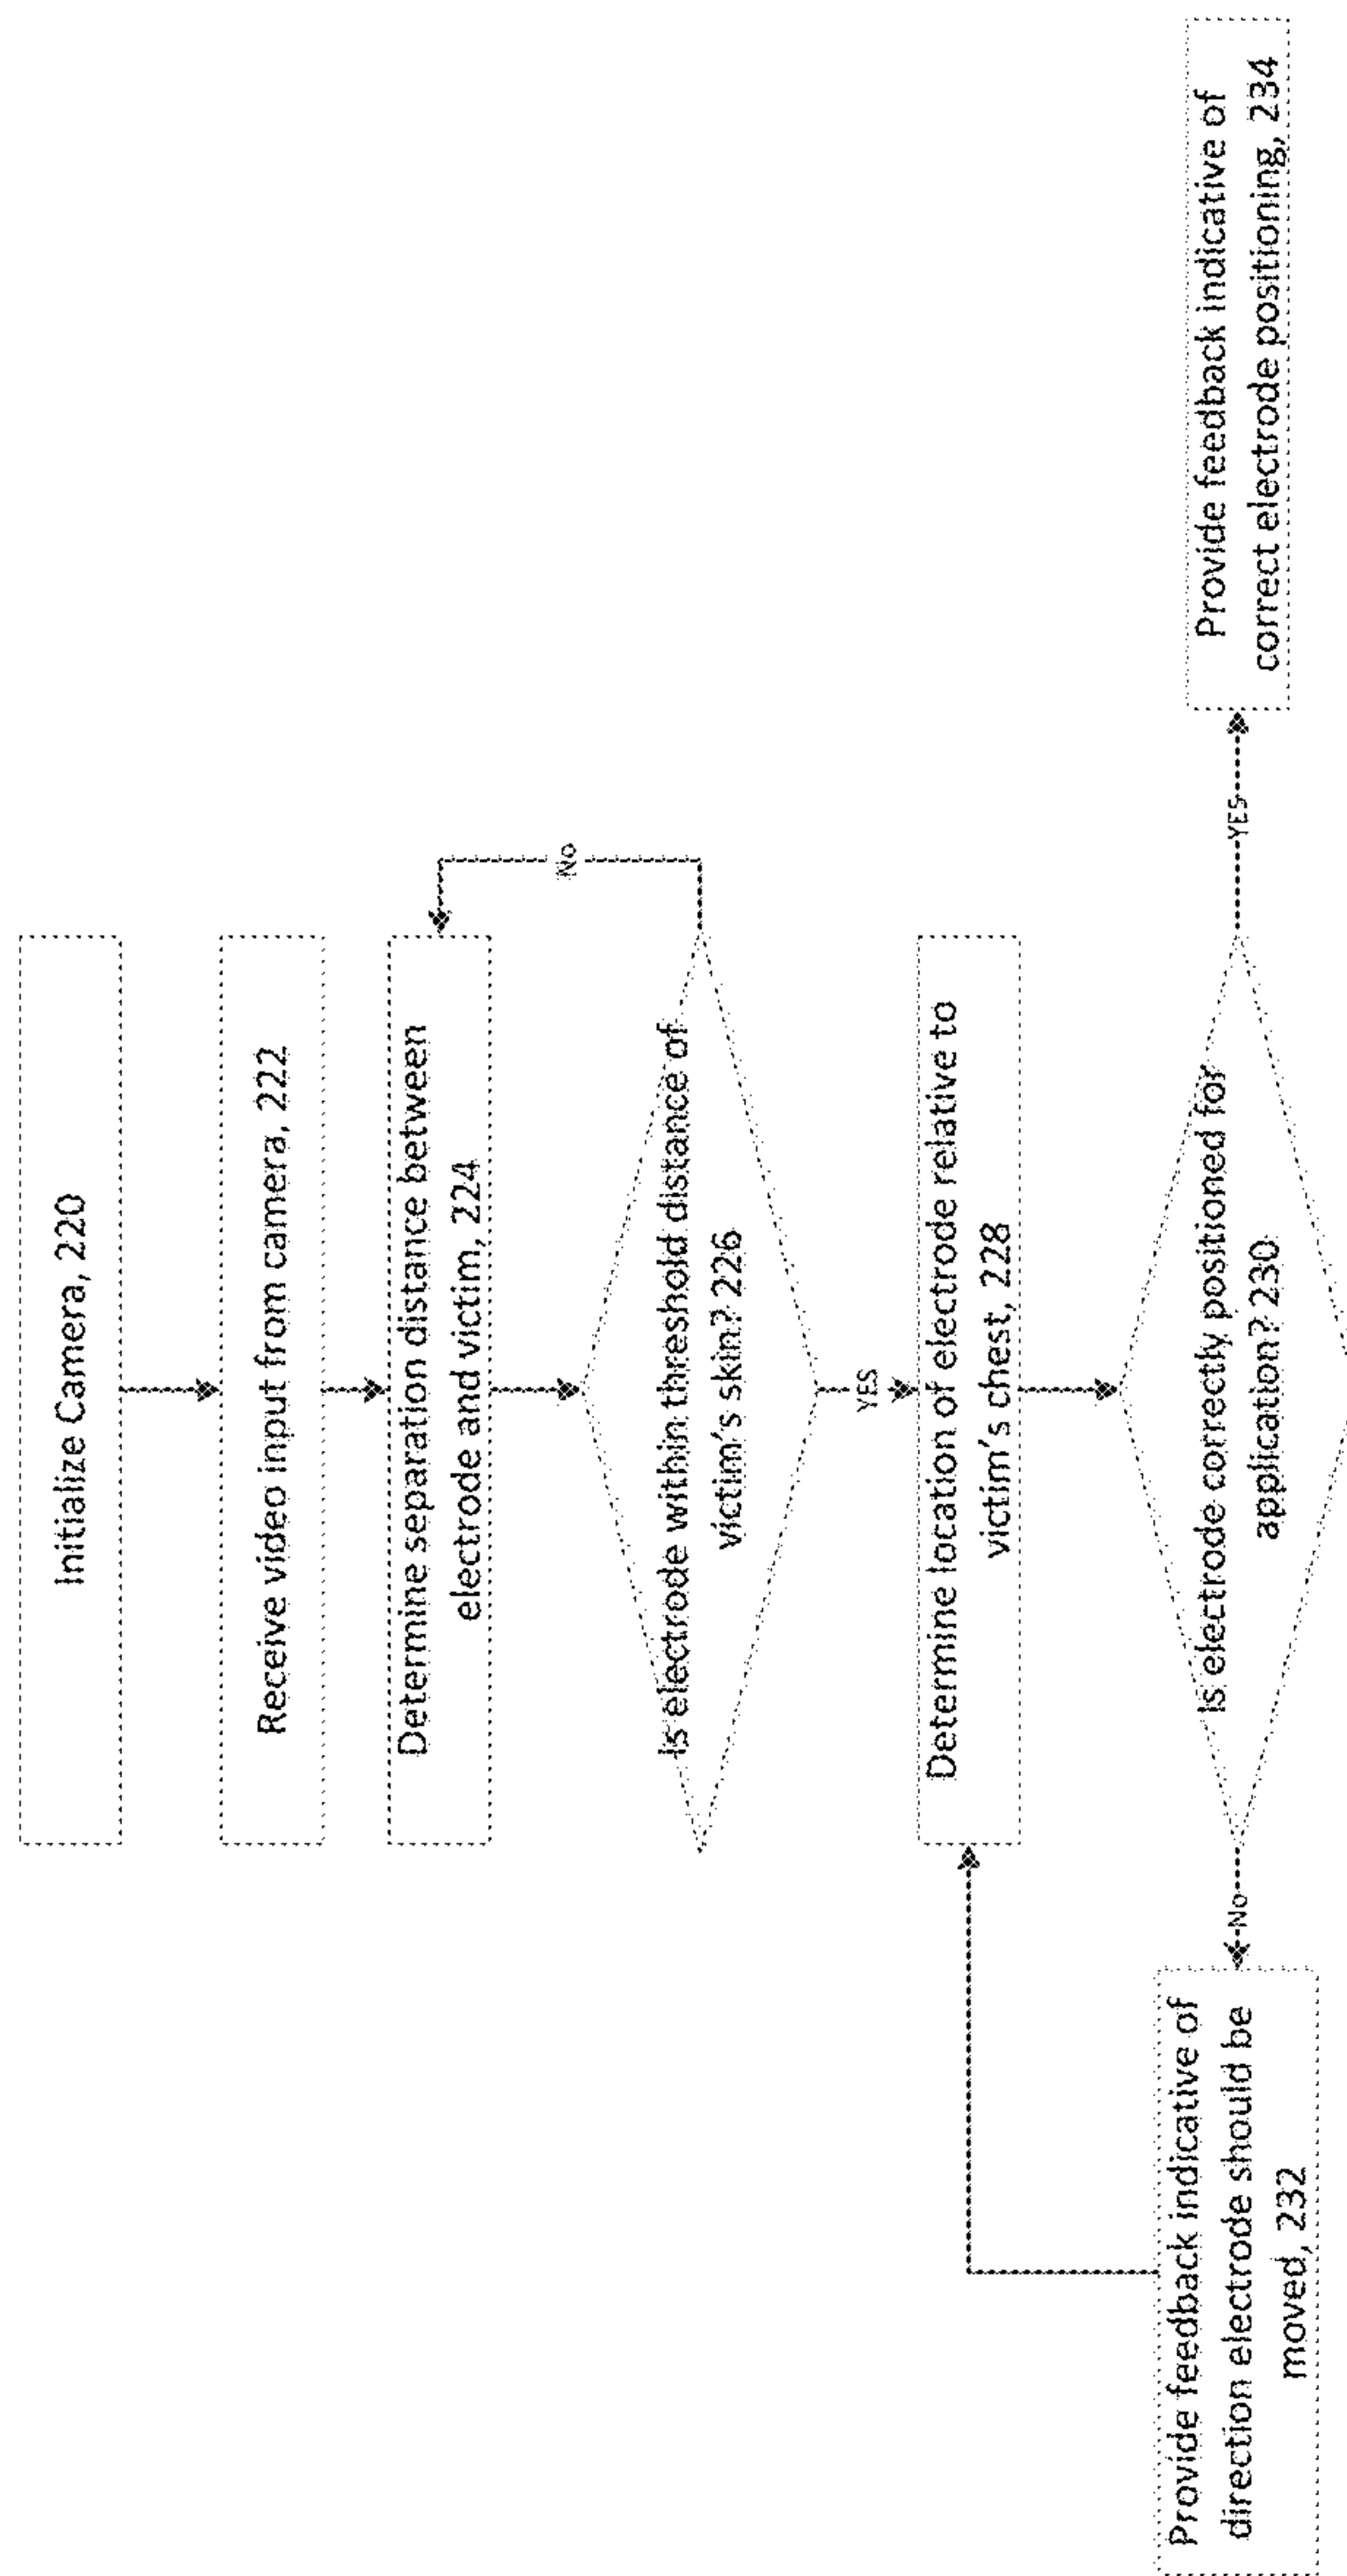 Initialize Camera, 220
Receive video input from camera, 222
Determine separation distance between
electrode and victim, 224
Is electrode within threshold distance of
victim's skin? 226
No
YES
Determine location of electrode relative to
victim's chest, 228
Is electrode correctly positioned for
application? 230
No
YES
Provide feedback indicative of
direction electrode should be
moved, 232
Provide feedback indicative of
correct electrode positioning, 234